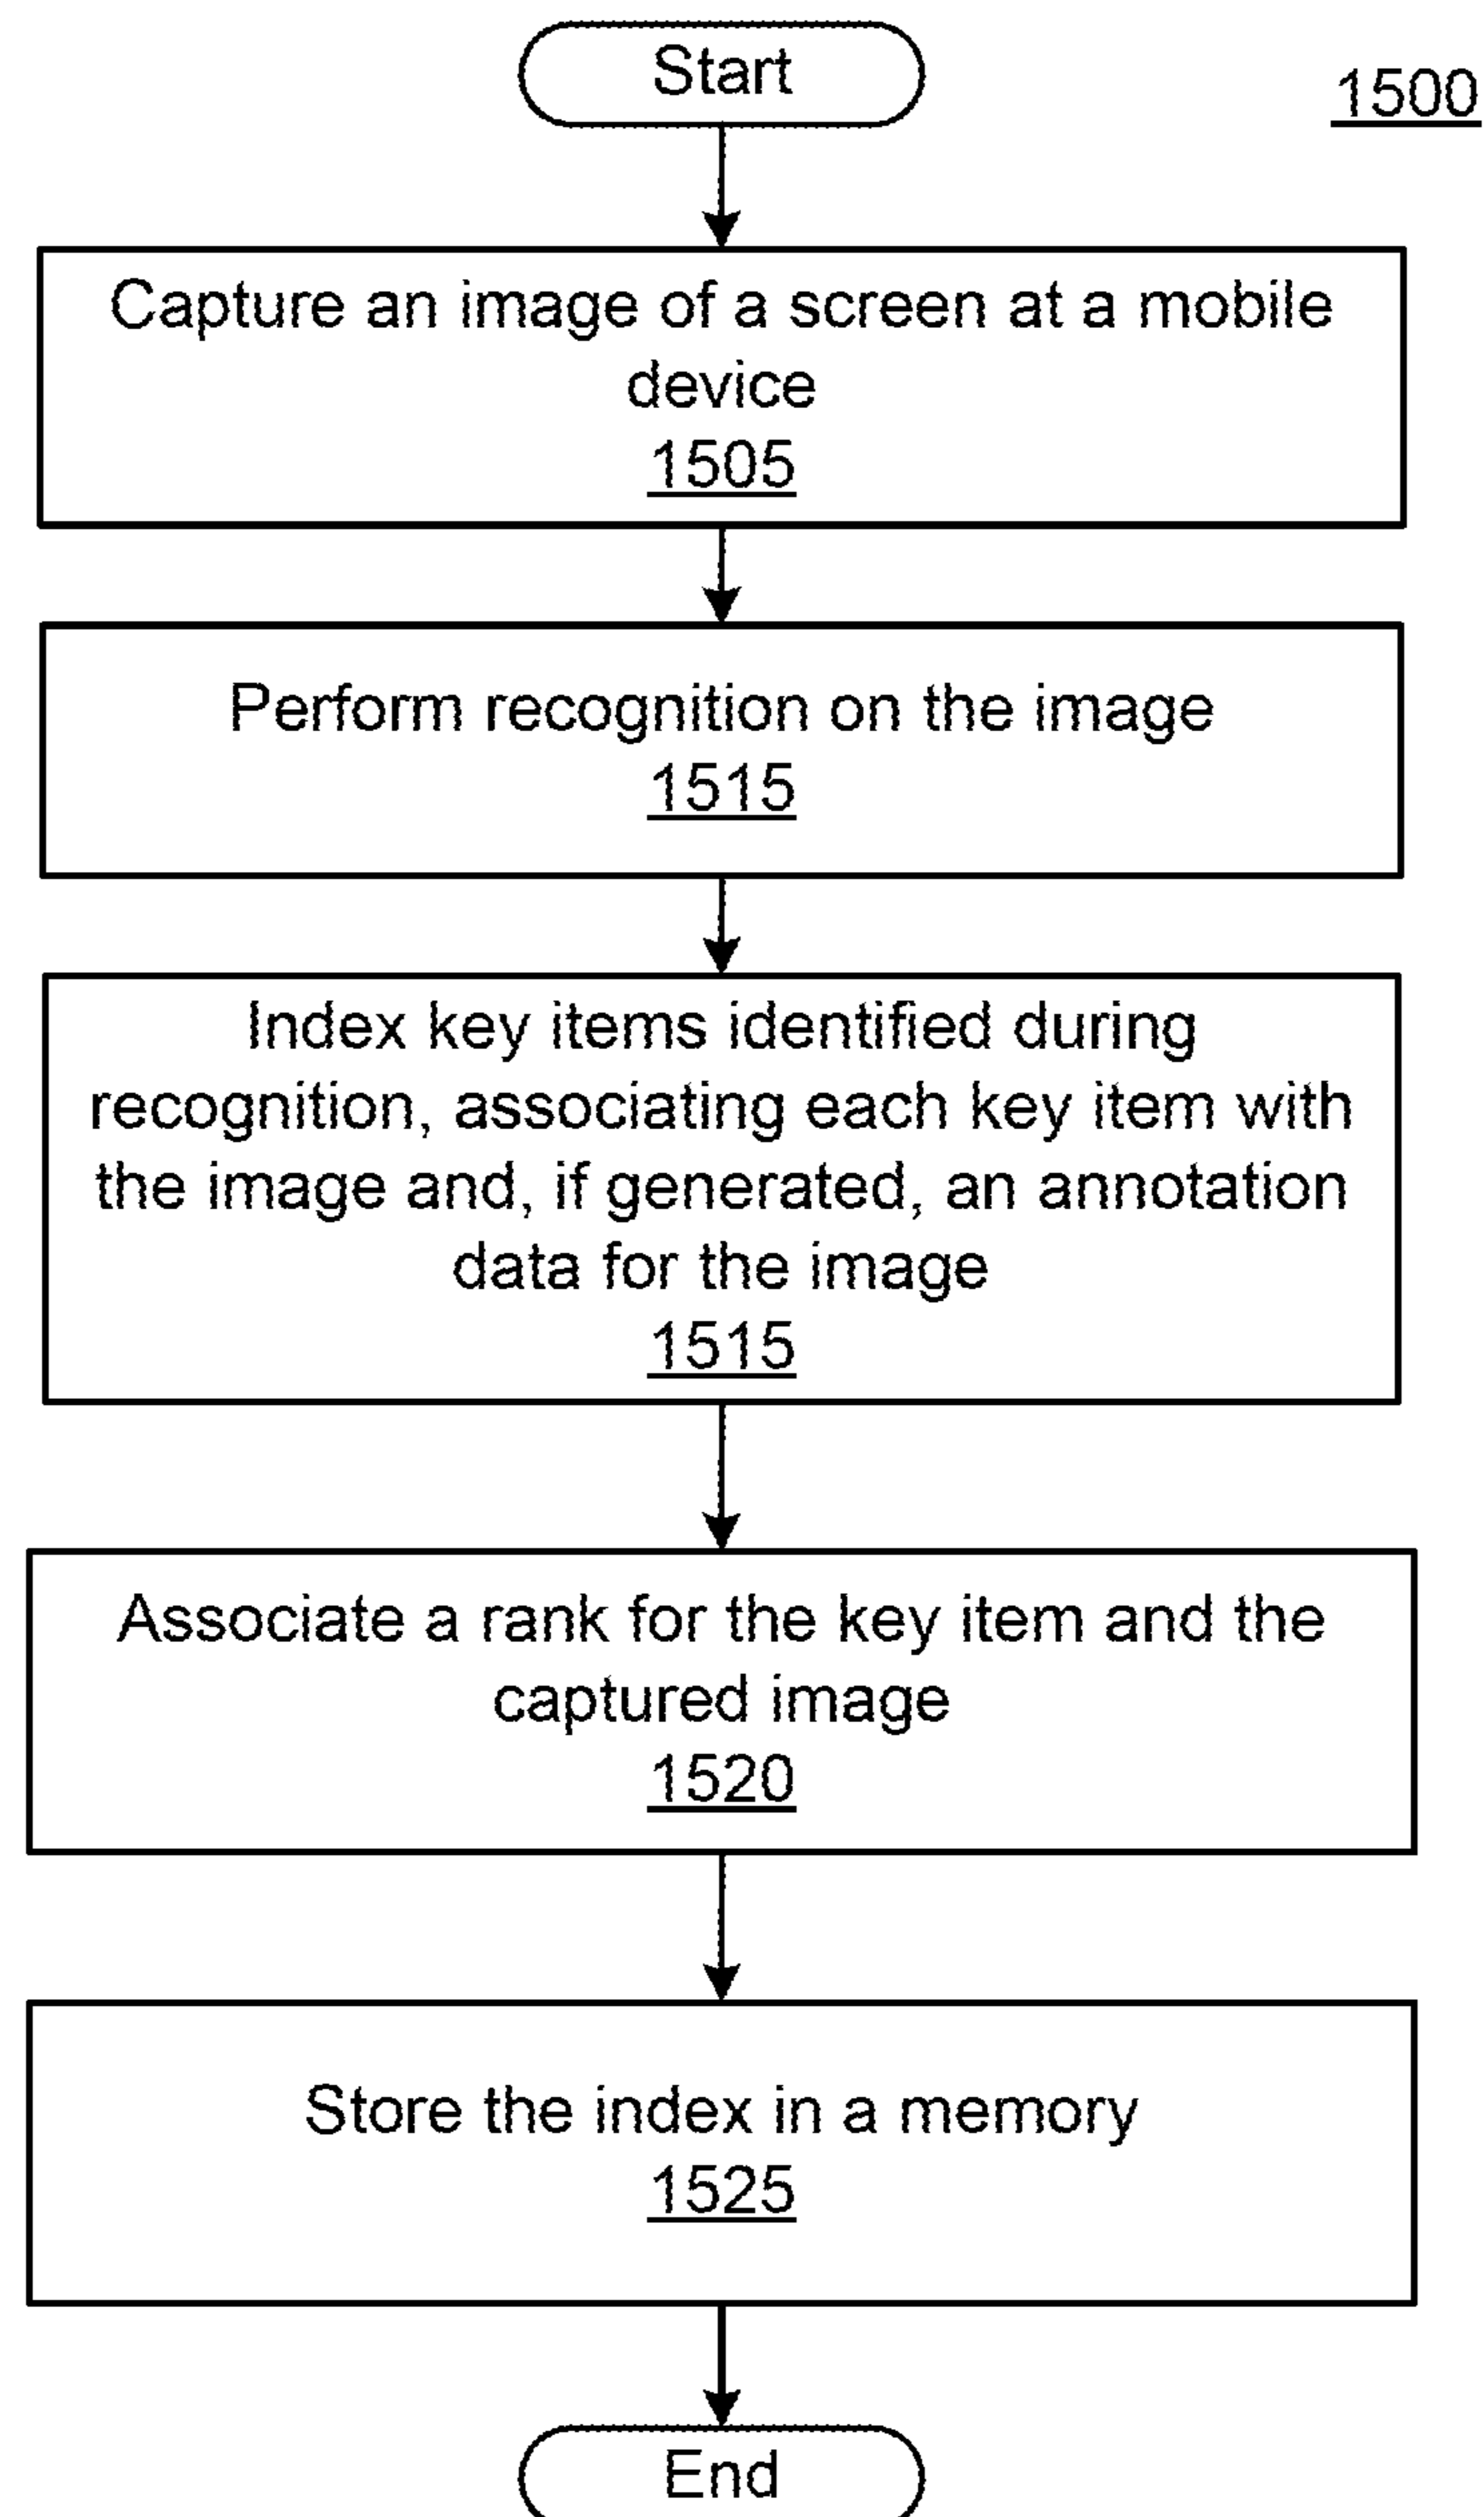 Start
1500
Capture an image of a screen at a mobile
device
1505
Perform recognition on the image
1515
Index key items identified during
recognition, associating each key item with
the image and, if generated, an annotation
data for the image
1515
Associate a rank for the key item and the
captured image
1520
Store the index in a memory
1525
End